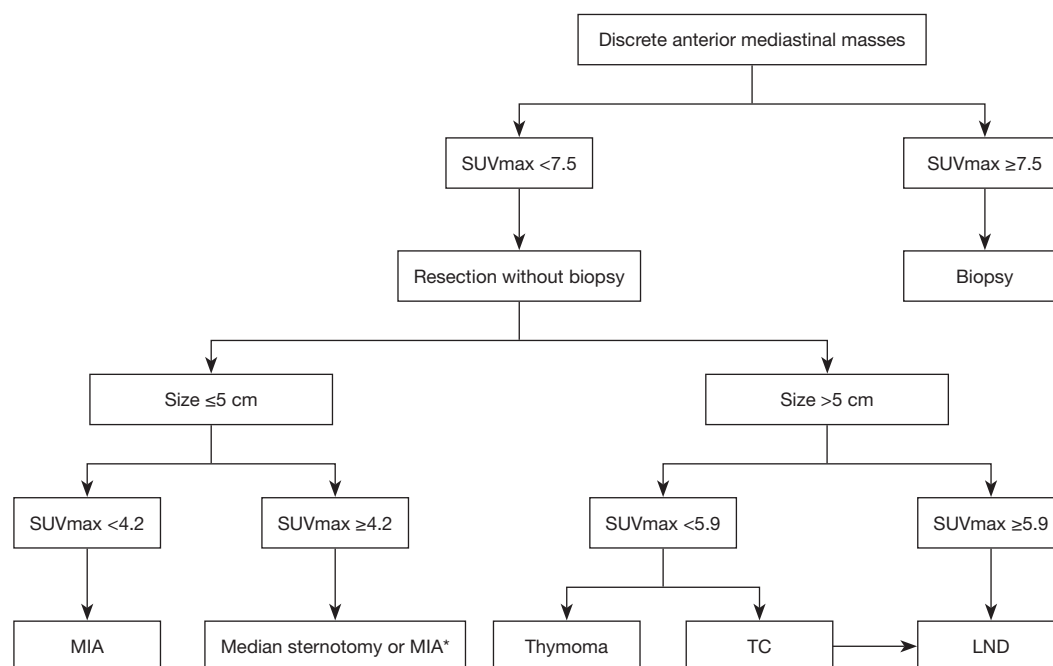 Discrete anterior mediastinal masses
SUVmax <7.5
SUVmax ≥7.5
Resection without biopsy
Biopsy
Size ≤5 cm
Size >5 cm
SUVmax <4.2
SUVmax ≥4.2
SUVmax <5.9
SUVmax ≥5.9
MIA
Median sternotomy or MIA*
Thymoma
TC
LND